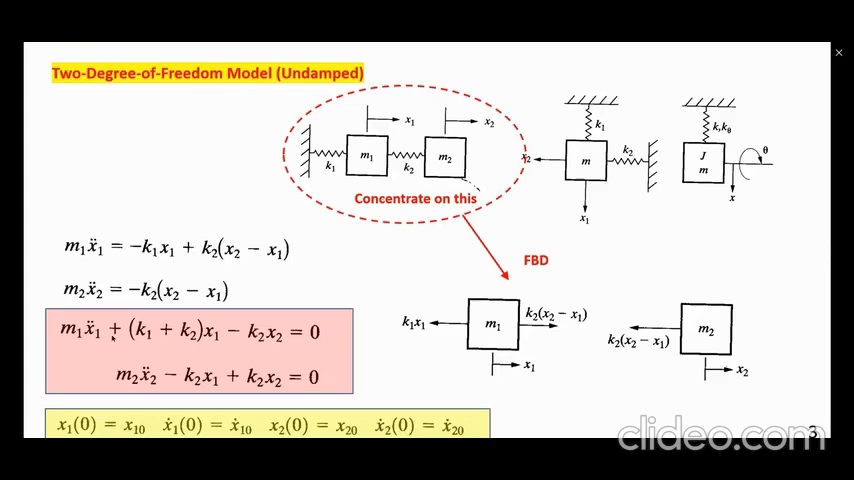 Two-Degree-of-Freedom Model (Undamped)
x₁ x₂
m₁ m₂
k₁ k₂
Concentrate on this
k₁
x₂ m k₂
x₁
k, kθ
J
m
θ
x
m₁ẍ₁ = −k₁x₁ + k₂(x₂ − x₁)
m₂ẍ₂ = −k₂(x₂ − x₁)
m₁ẍ₁ + (k₁ + k₂)x₁ − k₂x₂ = 0
m₂ẍ₂ − k₂x₁ + k₂x₂ = 0
x₁(0) = x₁₀ ẋ₁(0) = ẋ₁₀ x₂(0) = x₂₀ ẋ₂(0) = ẋ₂₀
FBD
k₁x₁ m₁ k₂(x₂ − x₁)
x₁
k₂(x₂ − x₁) m₂
x₂
3
clideo.com